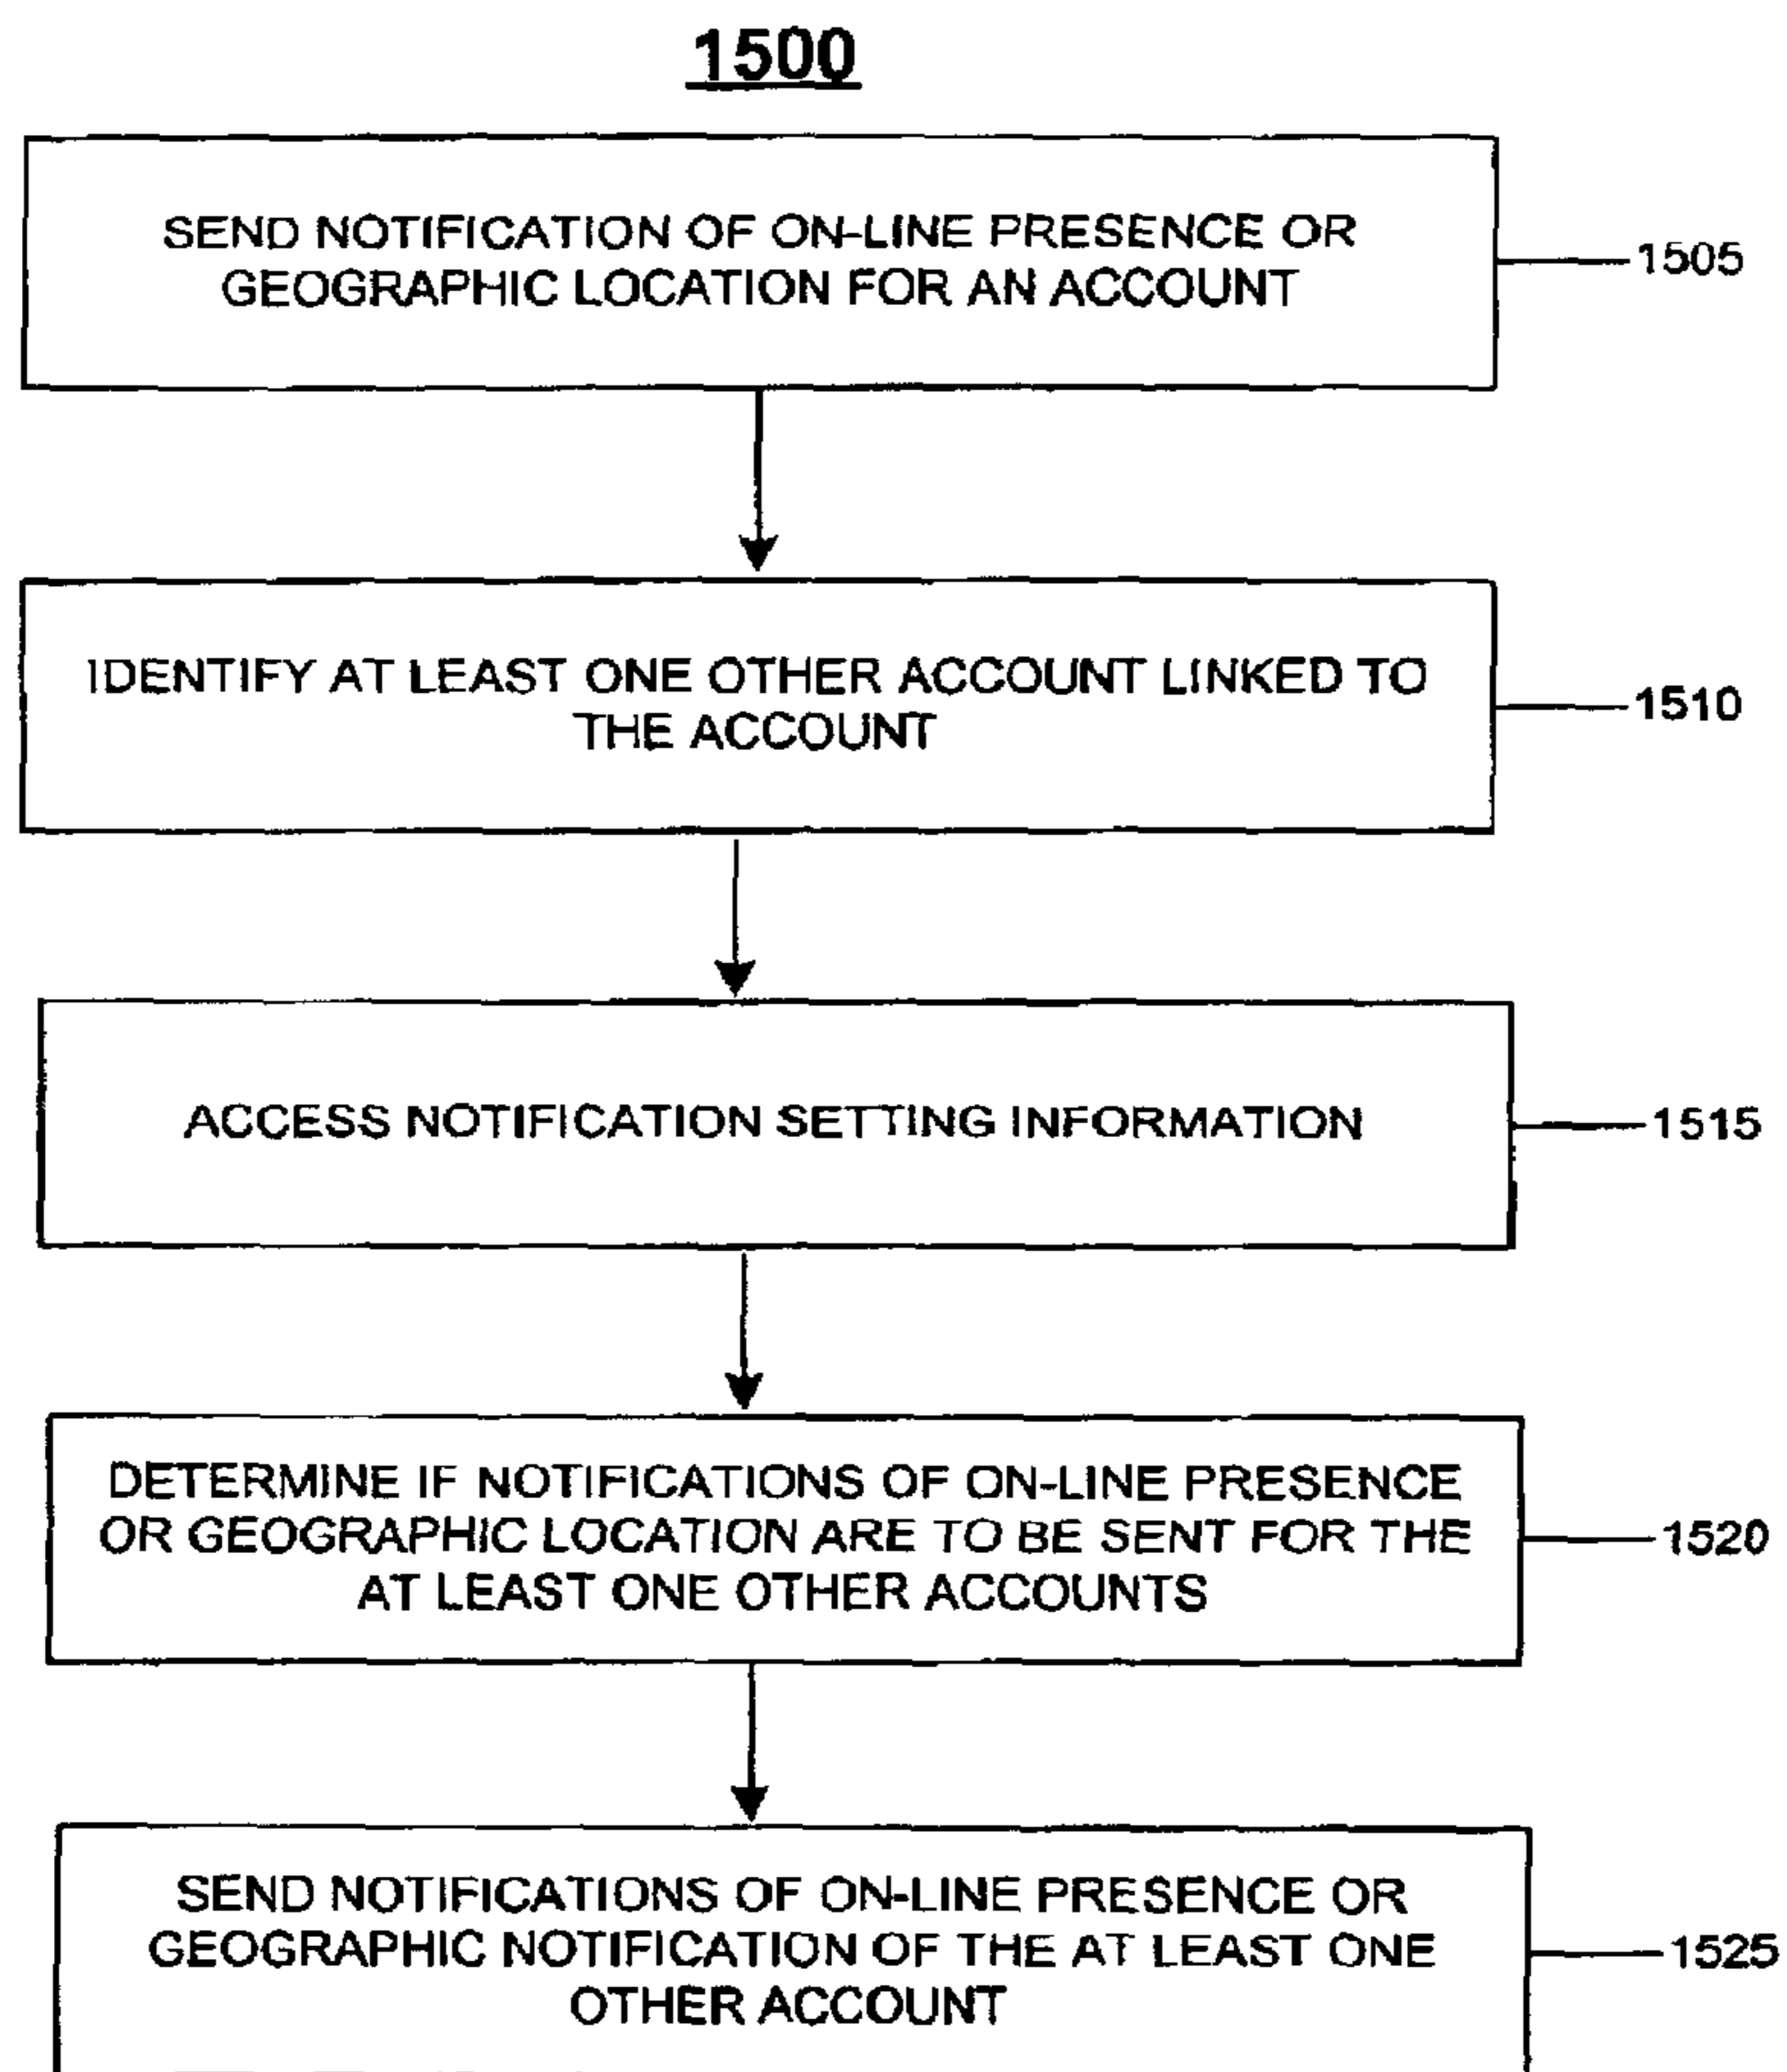 1500
SEND NOTIFICATION OF ON-LINE PRESENCE OR
GEOGRAPHIC LOCATION FOR AN ACCOUNT
1505
IDENTIFY AT LEAST ONE OTHER ACCOUNT LINKED TO
THE ACCOUNT
1510
ACCESS NOTIFICATION SETTING INFORMATION
1515
DETERMINE IF NOTIFICATIONS OF ON-LINE PRESENCE
OR GEOGRAPHIC LOCATION ARE TO BE SENT FOR THE
AT LEAST ONE OTHER ACCOUNTS
1520
SEND NOTIFICATIONS OF ON-LINE PRESENCE OR
GEOGRAPHIC NOTIFICATION OF THE AT LEAST ONE
OTHER ACCOUNT
1525